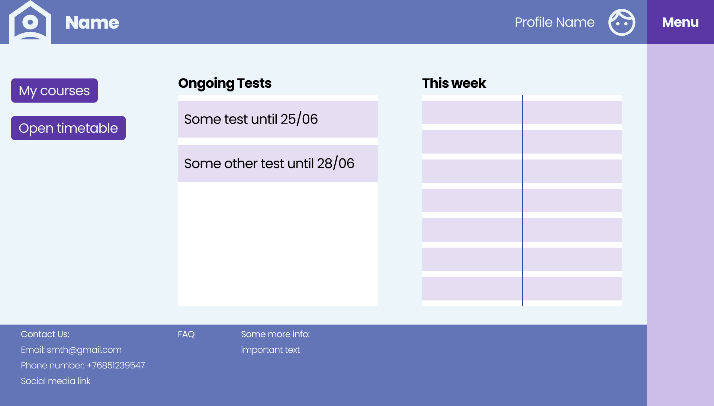 Name
Profile Name
Menu
My courses
Open timetable
Ongoing Tests
Some test until 25/06
Some other test until 28/06
This week
Contact Us:
Email: smth@gmail.com
Phone number: +76851239547
Social media link
FAQ
Some more info:
important text